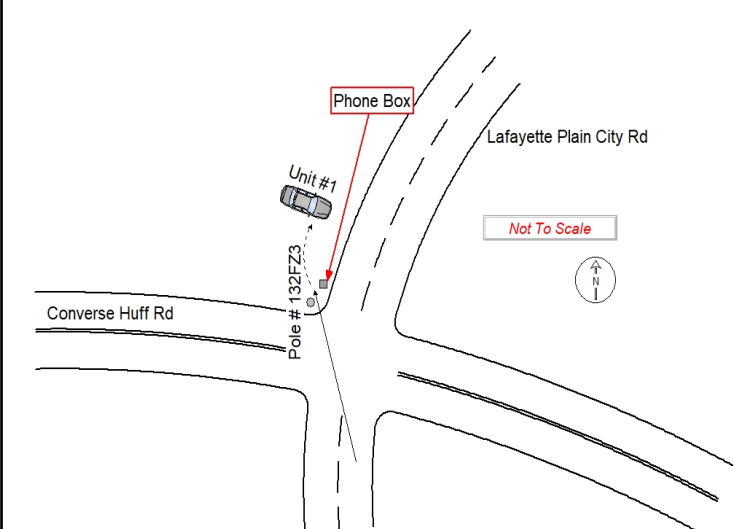 Phone Box
Lafayette Plain City Rd
Unit #1
Not To Scale
N
Pole # 132FZ3
Converse Huff Rd